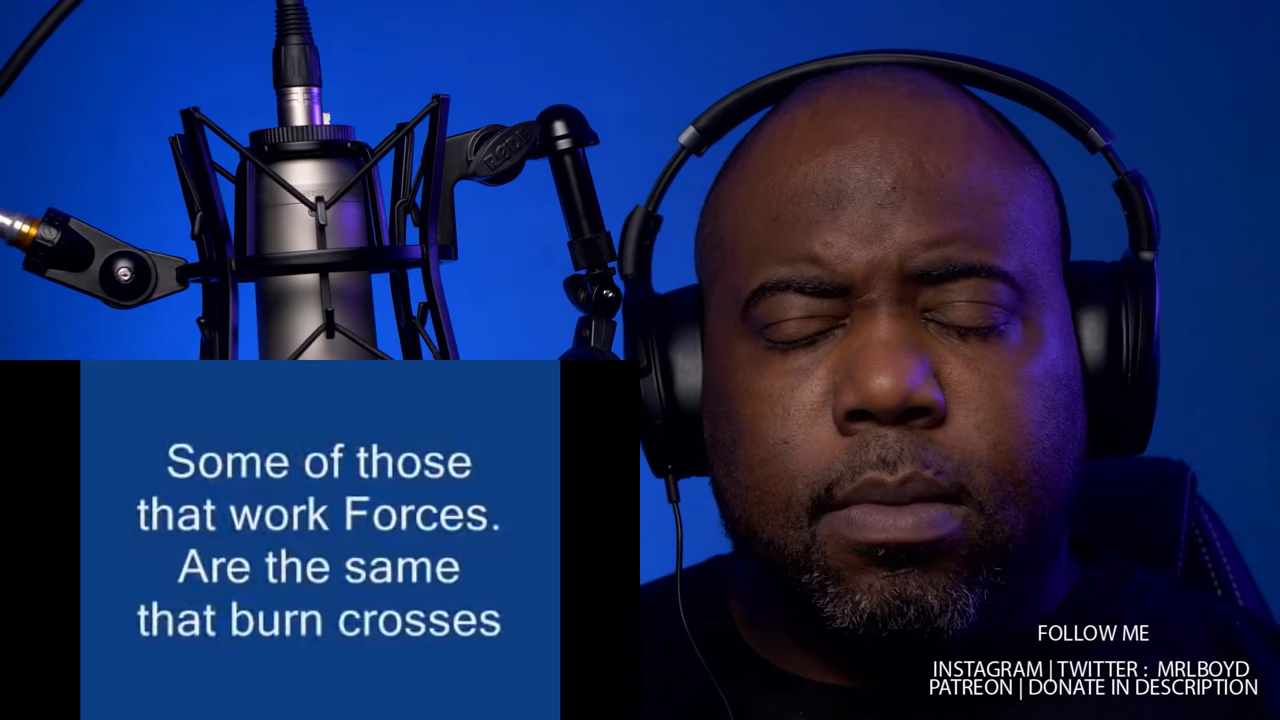 RØDE
Some of those
that work Forces.
Are the same
that burn crosses
FOLLOW ME
INSTAGRAM | TWITTER : MRLBOYD
PATREON | DONATE IN DESCRIPTION